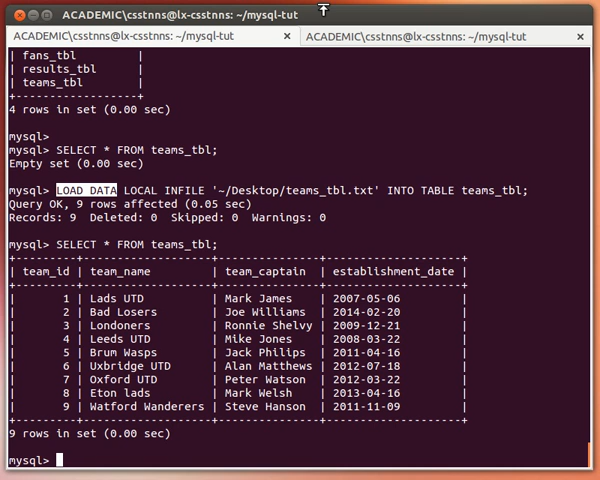 ACADEMIC\csstnns@lx-csstnns: ~/mysql-tut
ACADEMIC\csstnns@lx-csstnns: ~/mysql-tut × ACADEMIC\csstnns@lx-csstnns: ~/mysql-tut ×
| fans_tbl         |
| results_tbl      |
| teams_tbl        |
+------------------+
4 rows in set (0.00 sec)
mysql>
mysql> SELECT * FROM teams_tbl;
Empty set (0.00 sec)
mysql> LOAD DATA LOCAL INFILE '~/Desktop/teams_tbl.txt' INTO TABLE teams_tbl;
Query OK, 9 rows affected (0.05 sec)
Records: 9  Deleted: 0  Skipped: 0  Warnings: 0
mysql> SELECT * FROM teams_tbl;
+---------+-------------------+----------------+--------------------+
| team_id | team_name         | team_captain   | establishment_date |
+---------+-------------------+----------------+--------------------+
|       1 | Lads UTD          | Mark James     | 2007-05-06         |
|       2 | Bad Losers        | Joe Williams   | 2014-02-20         |
|       3 | Londoners         | Ronnie Shelvy  | 2009-12-21         |
|       4 | Leeds UTD         | Mike Jones     | 2008-03-22         |
|       5 | Brum Wasps        | Jack Philips   | 2011-04-16         |
|       6 | Uxbridge UTD      | Alan Matthews  | 2012-07-18         |
|       7 | Oxford UTD        | Peter Watson   | 2012-03-22         |
|       8 | Eton lads         | Mark Welsh     | 2013-04-16         |
|       9 | Watford Wanderers | Steve Hanson   | 2011-11-09         |
+---------+-------------------+----------------+--------------------+
9 rows in set (0.00 sec)
mysql>